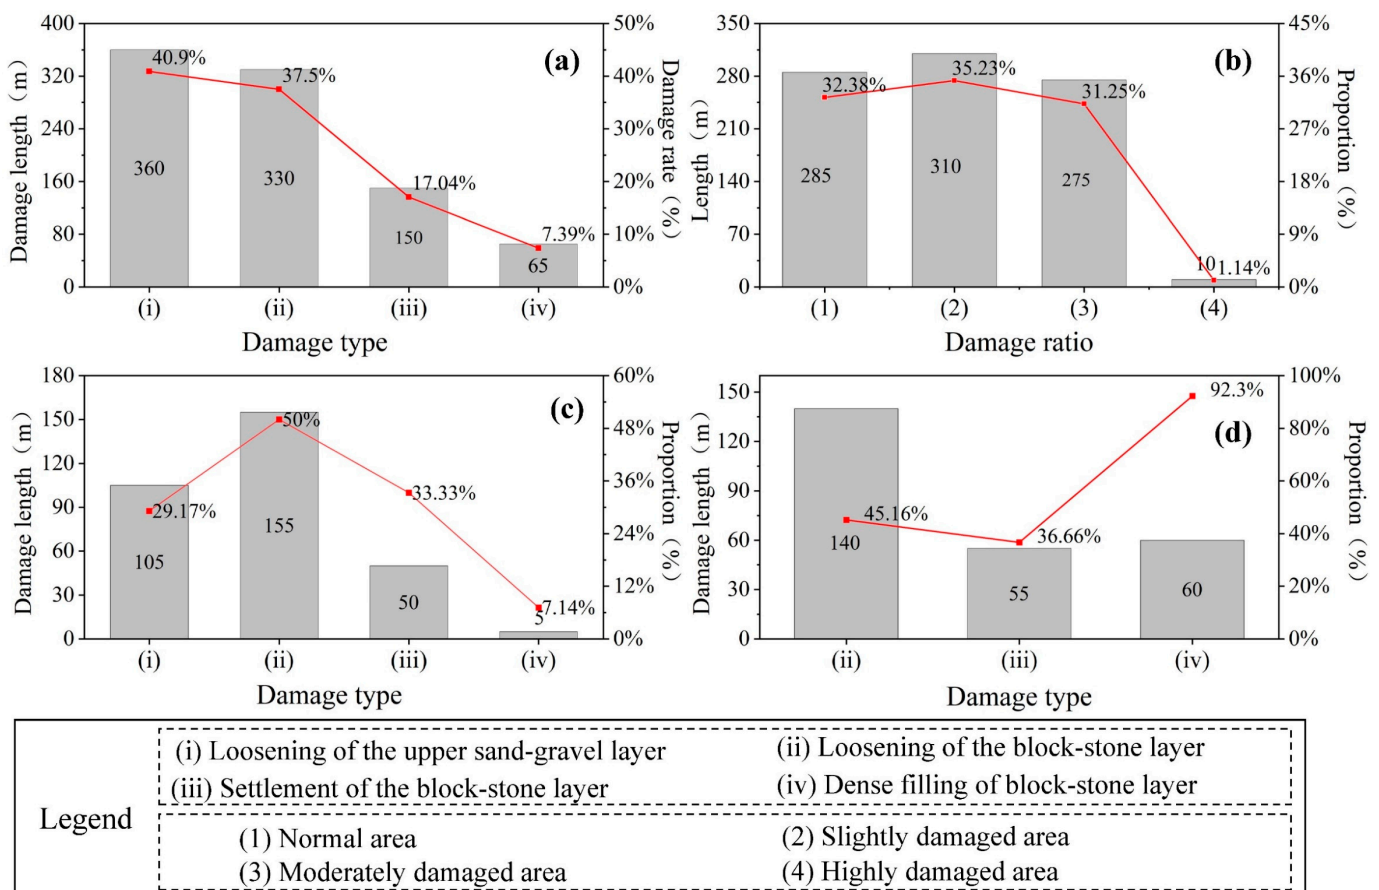 (a)
Damage length (m)
400
320
240
160
80
0
50%
40%
30%
20%
10%
0%
Damage rate (%)
40.9%
37.5%
17.04%
7.39%
360
330
150
65
(i) (ii) (iii) (iv)
Damage type
(b)
Length (m)
350
280
210
140
70
0
45%
36%
27%
18%
9%
0%
Proportion (%)
32.38%
35.23%
31.25%
1.14%
285
310
275
10
(1) (2) (3) (4)
Damage ratio
(c)
Damage length (m)
180
150
120
90
60
30
0
60%
48%
36%
24%
12%
0%
Proportion (%)
29.17%
50%
33.33%
7.14%
105
155
50
5
(i) (ii) (iii) (iv)
Damage type
(d)
Damage length (m)
150
120
90
60
30
0
100%
80%
60%
40%
20%
0%
Proportion (%)
45.16%
36.66%
92.3%
140
55
60
(ii) (iii) (iv)
Damage type
Legend
(i) Loosening of the upper sand-gravel layer
(ii) Loosening of the block-stone layer
(iii) Settlement of the block-stone layer
(iv) Dense filling of block-stone layer
(1) Normal area
(2) Slightly damaged area
(3) Moderately damaged area
(4) Highly damaged area